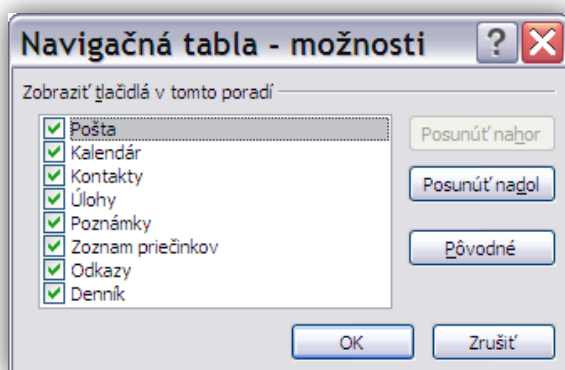 Navigačná tabla - možnosti
Zobraziť tlačidlá v tomto poradí
Pošta
Kalendár
Kontakty
Úlohy
Poznámky
Zoznam priečinkov
Odkazy
Denník
Posunúť nahor
Posunúť nadol
Pôvodné
OK
Zrušiť